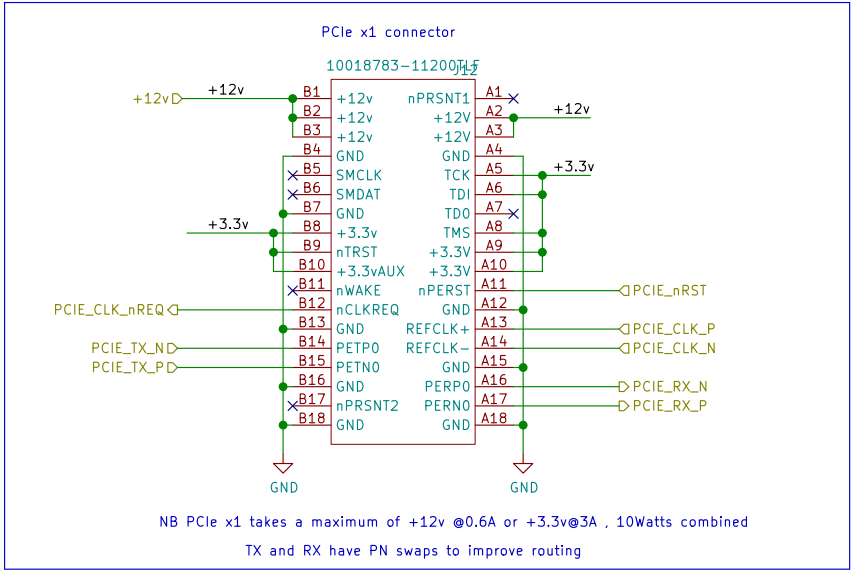 PCIe x1 connector
10018783-11200TLF
J12
+12v
+12v
B1 +12v nPRSNT1 A1
B2 +12v +12V A2 +12v
B3 +12v +12V A3
B4 GND GND A4
B5 SMCLK TCK A5 +3.3v
B6 SMDAT TDI A6
B7 GND TDO A7
+3.3v B8 +3.3v TMS A8
B9 nTRST +3.3V A9
B10 +3.3vAUX +3.3V A10
B11 nWAKE nPERST A11 PCIE_nRST
PCIE_CLK_nREQ B12 nCLKREQ GND A12
B13 GND REFCLK+ A13 PCIE_CLK_P
PCIE_TX_N B14 PETP0 REFCLK- A14 PCIE_CLK_N
PCIE_TX_P B15 PETN0 GND A15
B16 GND PERP0 A16 PCIE_RX_N
B17 nPRSNT2 PERN0 A17 PCIE_RX_P
B18 GND GND A18
GND GND
NB PCIe x1 takes a maximum of +12v @0.6A or +3.3v@3A , 10Watts combined
TX and RX have PN swaps to improve routing